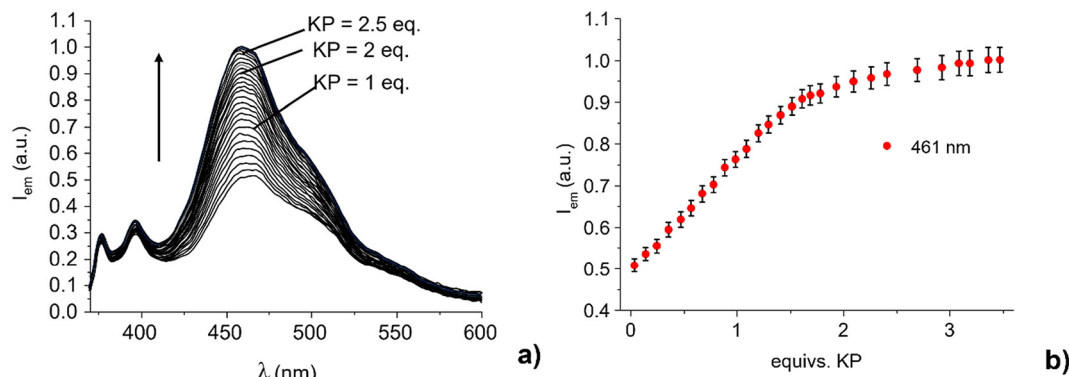 KP = 2.5 eq.
KP = 2 eq.
KP = 1 eq.
1.1
1.0
0.9
0.8
0.7
0.6
0.5
0.4
0.3
0.2
0.1
0.0
I_em (a.u.)
400
450
500
550
600
λ (nm)
a)
1.1
1.0
0.9
0.8
0.7
0.6
0.5
0.4
I_em (a.u.)
461 nm
0
1
2
3
equivs. KP
b)